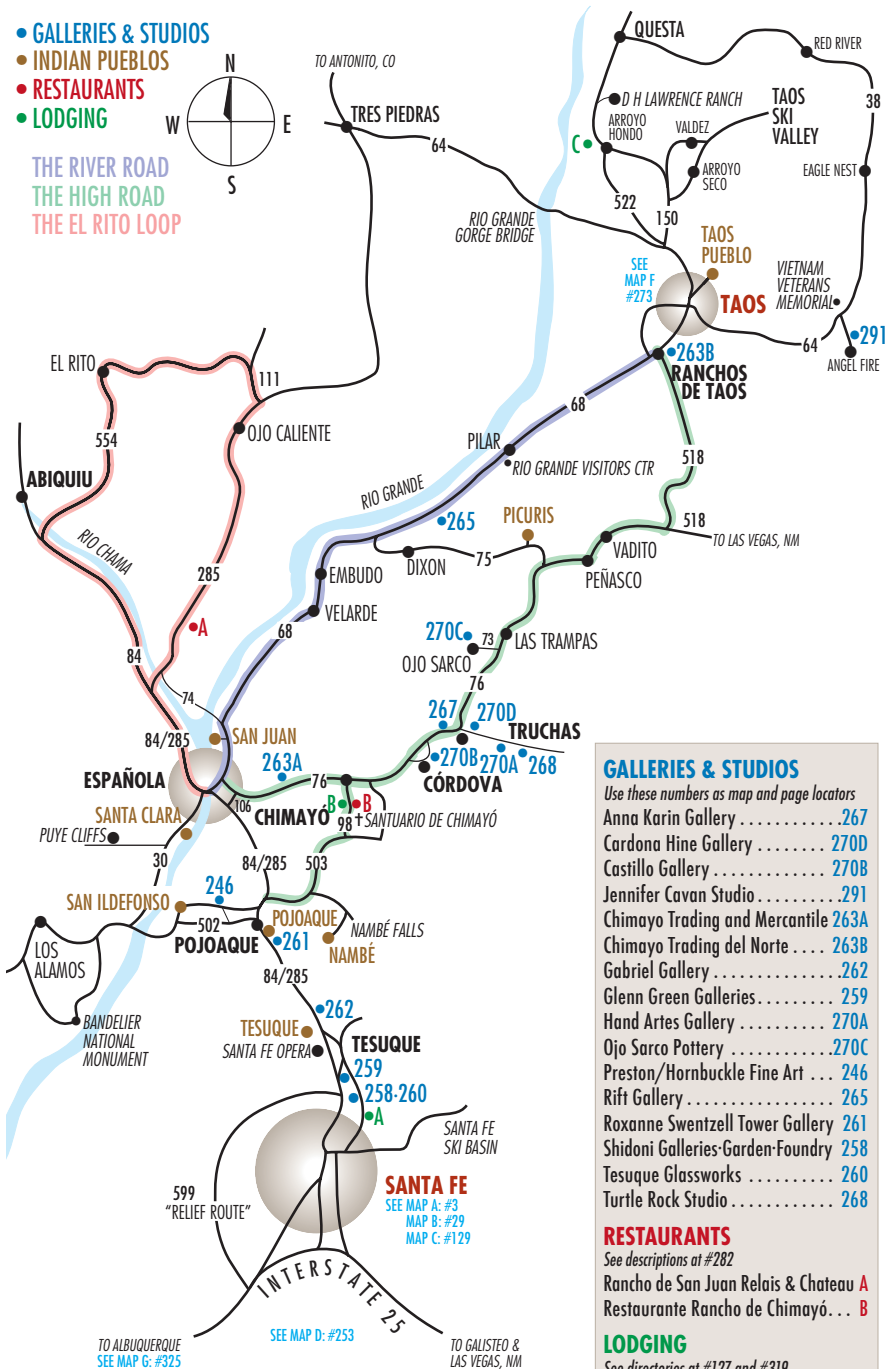 • GALLERIES & STUDIOS
• INDIAN PUEBLOS
• RESTAURANTS
• LODGING
THE RIVER ROAD
THE HIGH ROAD
THE EL RITO LOOP
N
W
E
S
TO ANTONITO, CO
TRES PIEDRAS
64
QUESTA
RED RIVER
38
D H LAWRENCE RANCH
TAOS
SKI
VALLEY
ARROYO
HONDO
VALDEZ
C
ARROYO
SECO
EAGLE NEST
522
150
RIO GRANDE
GORGE BRIDGE
TAOS
PUEBLO
SEE
MAP F
#273
TAOS
VIETNAM
VETERANS
MEMORIAL
64
291
ANGEL FIRE
263B
RANCHOS
DE TAOS
EL RITO
111
554
OJO CALIENTE
68
PILAR
RIO GRANDE VISITORS CTR
518
ABIQUIU
RIO GRANDE
265
PICURIS
518
TO LAS VEGAS, NM
RIO CHAMA
VADITO
DIXON
75
PEÑASCO
285
EMBUDO
VELARDE
A
68
270C
73
LAS TRAMPAS
OJO SARCO
84
76
74
267
270D
TRUCHAS
84/285
SAN JUAN
270B
270A
268
263A
76
CÓRDOVA
ESPAÑOLA
106
CHIMAYÓ
B
B
98
SANTUARIO DE CHIMAYÓ
SANTA CLARA
PUYE CLIFFS
30
84/285
503
246
SAN ILDEFONSO
502
POJOAQUE
POJOAQUE
NAMBÉ FALLS
261
NAMBÉ
LOS
ALAMOS
84/285
BANDELIER
NATIONAL
MONUMENT
262
TESUQUE
TESUQUE
SANTA FE OPERA
259
258-260
A
SANTA FE
SKI BASIN
599
"RELIEF ROUTE"
SANTA FE
SEE MAP A: #3
MAP B: #29
MAP C: #129
INTERSTATE 25
TO ALBUQUERQUE
SEE MAP G: #325
SEE MAP D: #253
TO GALISTEO &
LAS VEGAS, NM
GALLERIES & STUDIOS
Use these numbers as map and page locators
Anna Karin Gallery . . . . . . . . . . .267
Cardona Hine Gallery . . . . . . . . 270D
Castillo Gallery . . . . . . . . . . . . . 270B
Jennifer Cavan Studio . . . . . . . . . 291
Chimayo Trading and Mercantile 263A
Chimayo Trading del Norte . . . . 263B
Gabriel Gallery . . . . . . . . . . . . . .262
Glenn Green Galleries . . . . . . . . . 259
Hand Artes Gallery . . . . . . . . . . 270A
Ojo Sarco Pottery . . . . . . . . . . .270C
Preston/Hornbuckle Fine Art . . . 246
Rift Gallery . . . . . . . . . . . . . . . . 265
Roxanne Swentzell Tower Gallery 261
Shidoni Galleries·Garden·Foundry 258
Tesuque Glassworks . . . . . . . . . . 260
Turtle Rock Studio . . . . . . . . . . . 268
RESTAURANTS
See descriptions at #282
Rancho de San Juan Relais & Chateau A
Restaurante Rancho de Chimayó. . . B
LODGING
See directories at #127 and #319